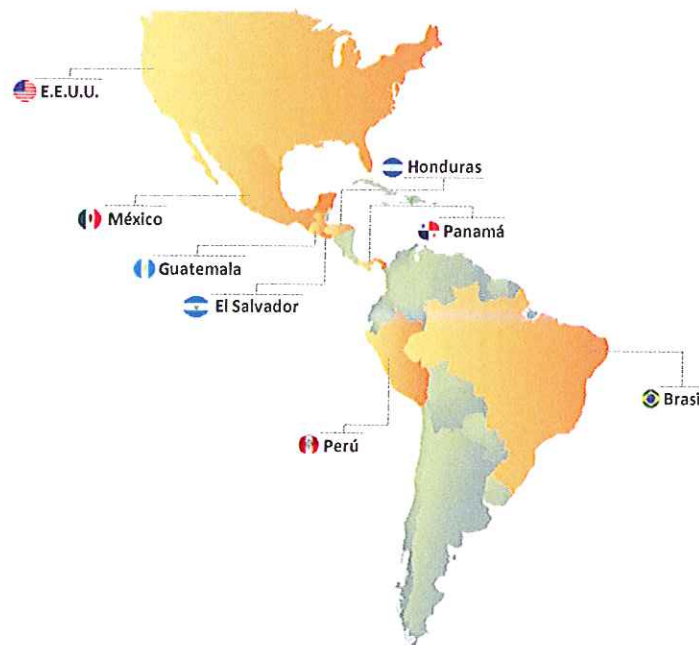 E.E.U.U.
Honduras
México
Panamá
Guatemala
El Salvador
Brasi
Perú